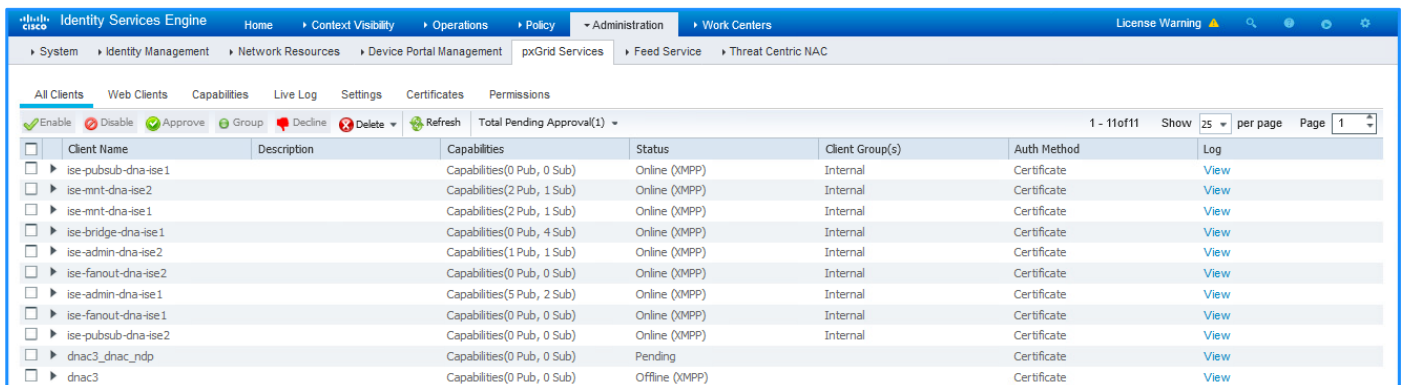 cisco Identity Services Engine Home Context Visibility Operations Policy Administration Work Centers License Warning
System Identity Management Network Resources Device Portal Management pxGrid Services Feed Service Threat Centric NAC
All Clients Web Clients Capabilities Live Log Settings Certificates Permissions
Enable Disable Approve Group Decline Delete Refresh Total Pending Approval(1) 1 - 11of11 Show 25 per page Page 1
Client Name Description Capabilities Status Client Group(s) Auth Method Log
ise-pubsub-dna-ise1 Capabilities(0 Pub, 0 Sub) Online (XMPP) Internal Certificate View
ise-mnt-dna-ise2 Capabilities(2 Pub, 1 Sub) Online (XMPP) Internal Certificate View
ise-mnt-dna-ise1 Capabilities(2 Pub, 1 Sub) Online (XMPP) Internal Certificate View
ise-bridge-dna-ise1 Capabilities(0 Pub, 4 Sub) Online (XMPP) Internal Certificate View
ise-admin-dna-ise2 Capabilities(1 Pub, 1 Sub) Online (XMPP) Internal Certificate View
ise-fanout-dna-ise2 Capabilities(0 Pub, 0 Sub) Online (XMPP) Internal Certificate View
ise-admin-dna-ise1 Capabilities(5 Pub, 2 Sub) Online (XMPP) Internal Certificate View
ise-fanout-dna-ise1 Capabilities(0 Pub, 0 Sub) Online (XMPP) Internal Certificate View
ise-pubsub-dna-ise2 Capabilities(0 Pub, 0 Sub) Online (XMPP) Internal Certificate View
dnac3_dnac_ndp Capabilities(0 Pub, 0 Sub) Pending Certificate View
dnac3 Capabilities(0 Pub, 0 Sub) Offline (XMPP) Certificate View